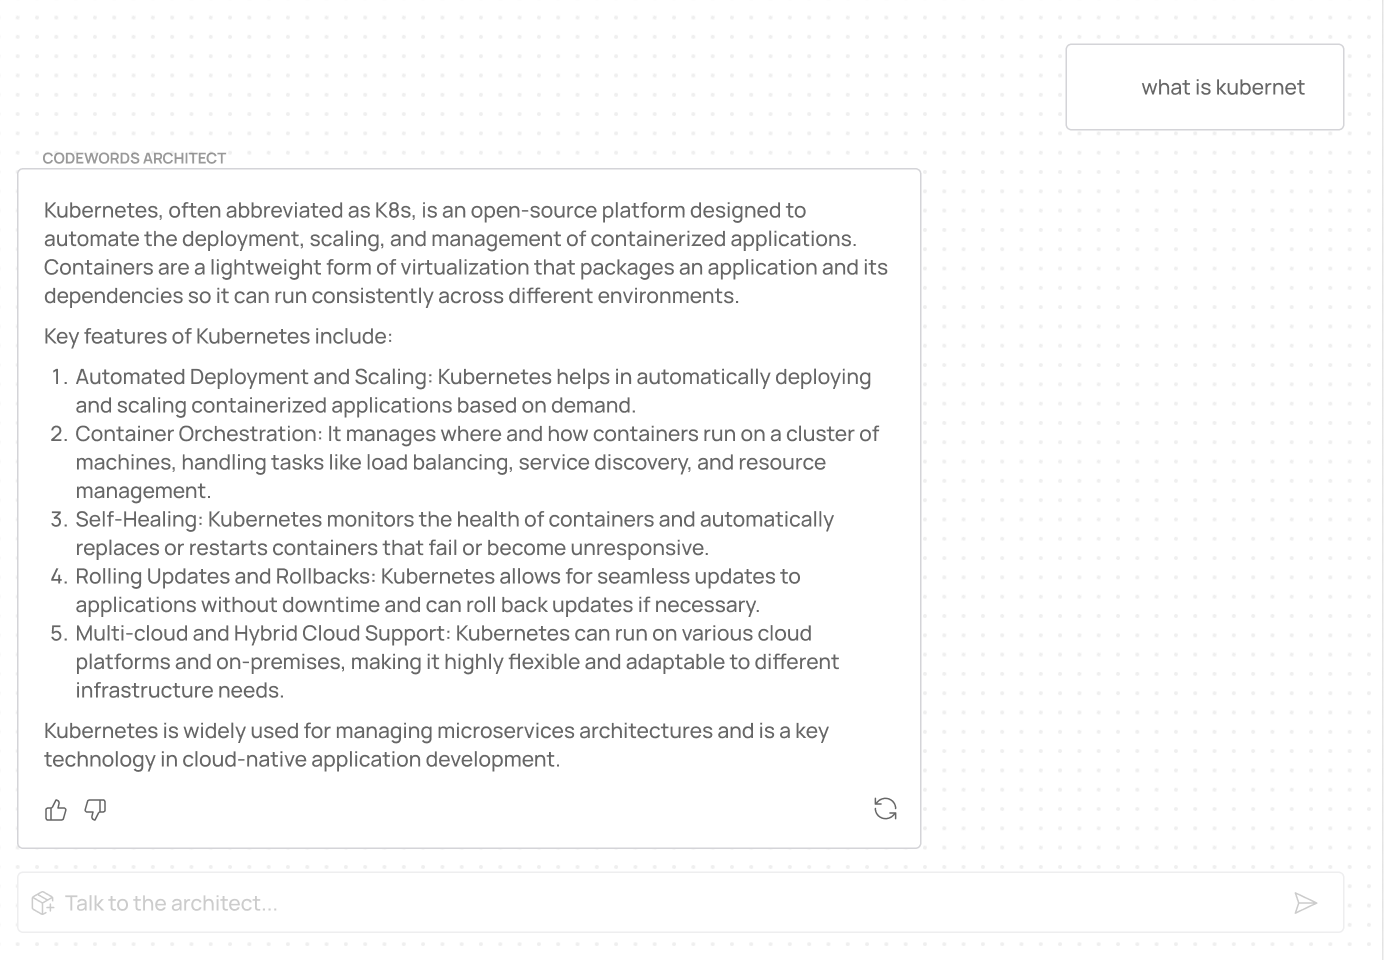 what is kubernet
CODEWORDS ARCHITECT
Kubernetes, often abbreviated as K8s, is an open-source platform designed to
automate the deployment, scaling, and management of containerized applications.
Containers are a lightweight form of virtualization that packages an application and its
dependencies so it can run consistently across different environments.
Key features of Kubernetes include:
1. Automated Deployment and Scaling: Kubernetes helps in automatically deploying
and scaling containerized applications based on demand.
2. Container Orchestration: It manages where and how containers run on a cluster of
machines, handling tasks like load balancing, service discovery, and resource
management.
3. Self-Healing: Kubernetes monitors the health of containers and automatically
replaces or restarts containers that fail or become unresponsive.
4. Rolling Updates and Rollbacks: Kubernetes allows for seamless updates to
applications without downtime and can roll back updates if necessary.
5. Multi-cloud and Hybrid Cloud Support: Kubernetes can run on various cloud
platforms and on-premises, making it highly flexible and adaptable to different
infrastructure needs.
Kubernetes is widely used for managing microservices architectures and is a key
technology in cloud-native application development.
Talk to the architect...